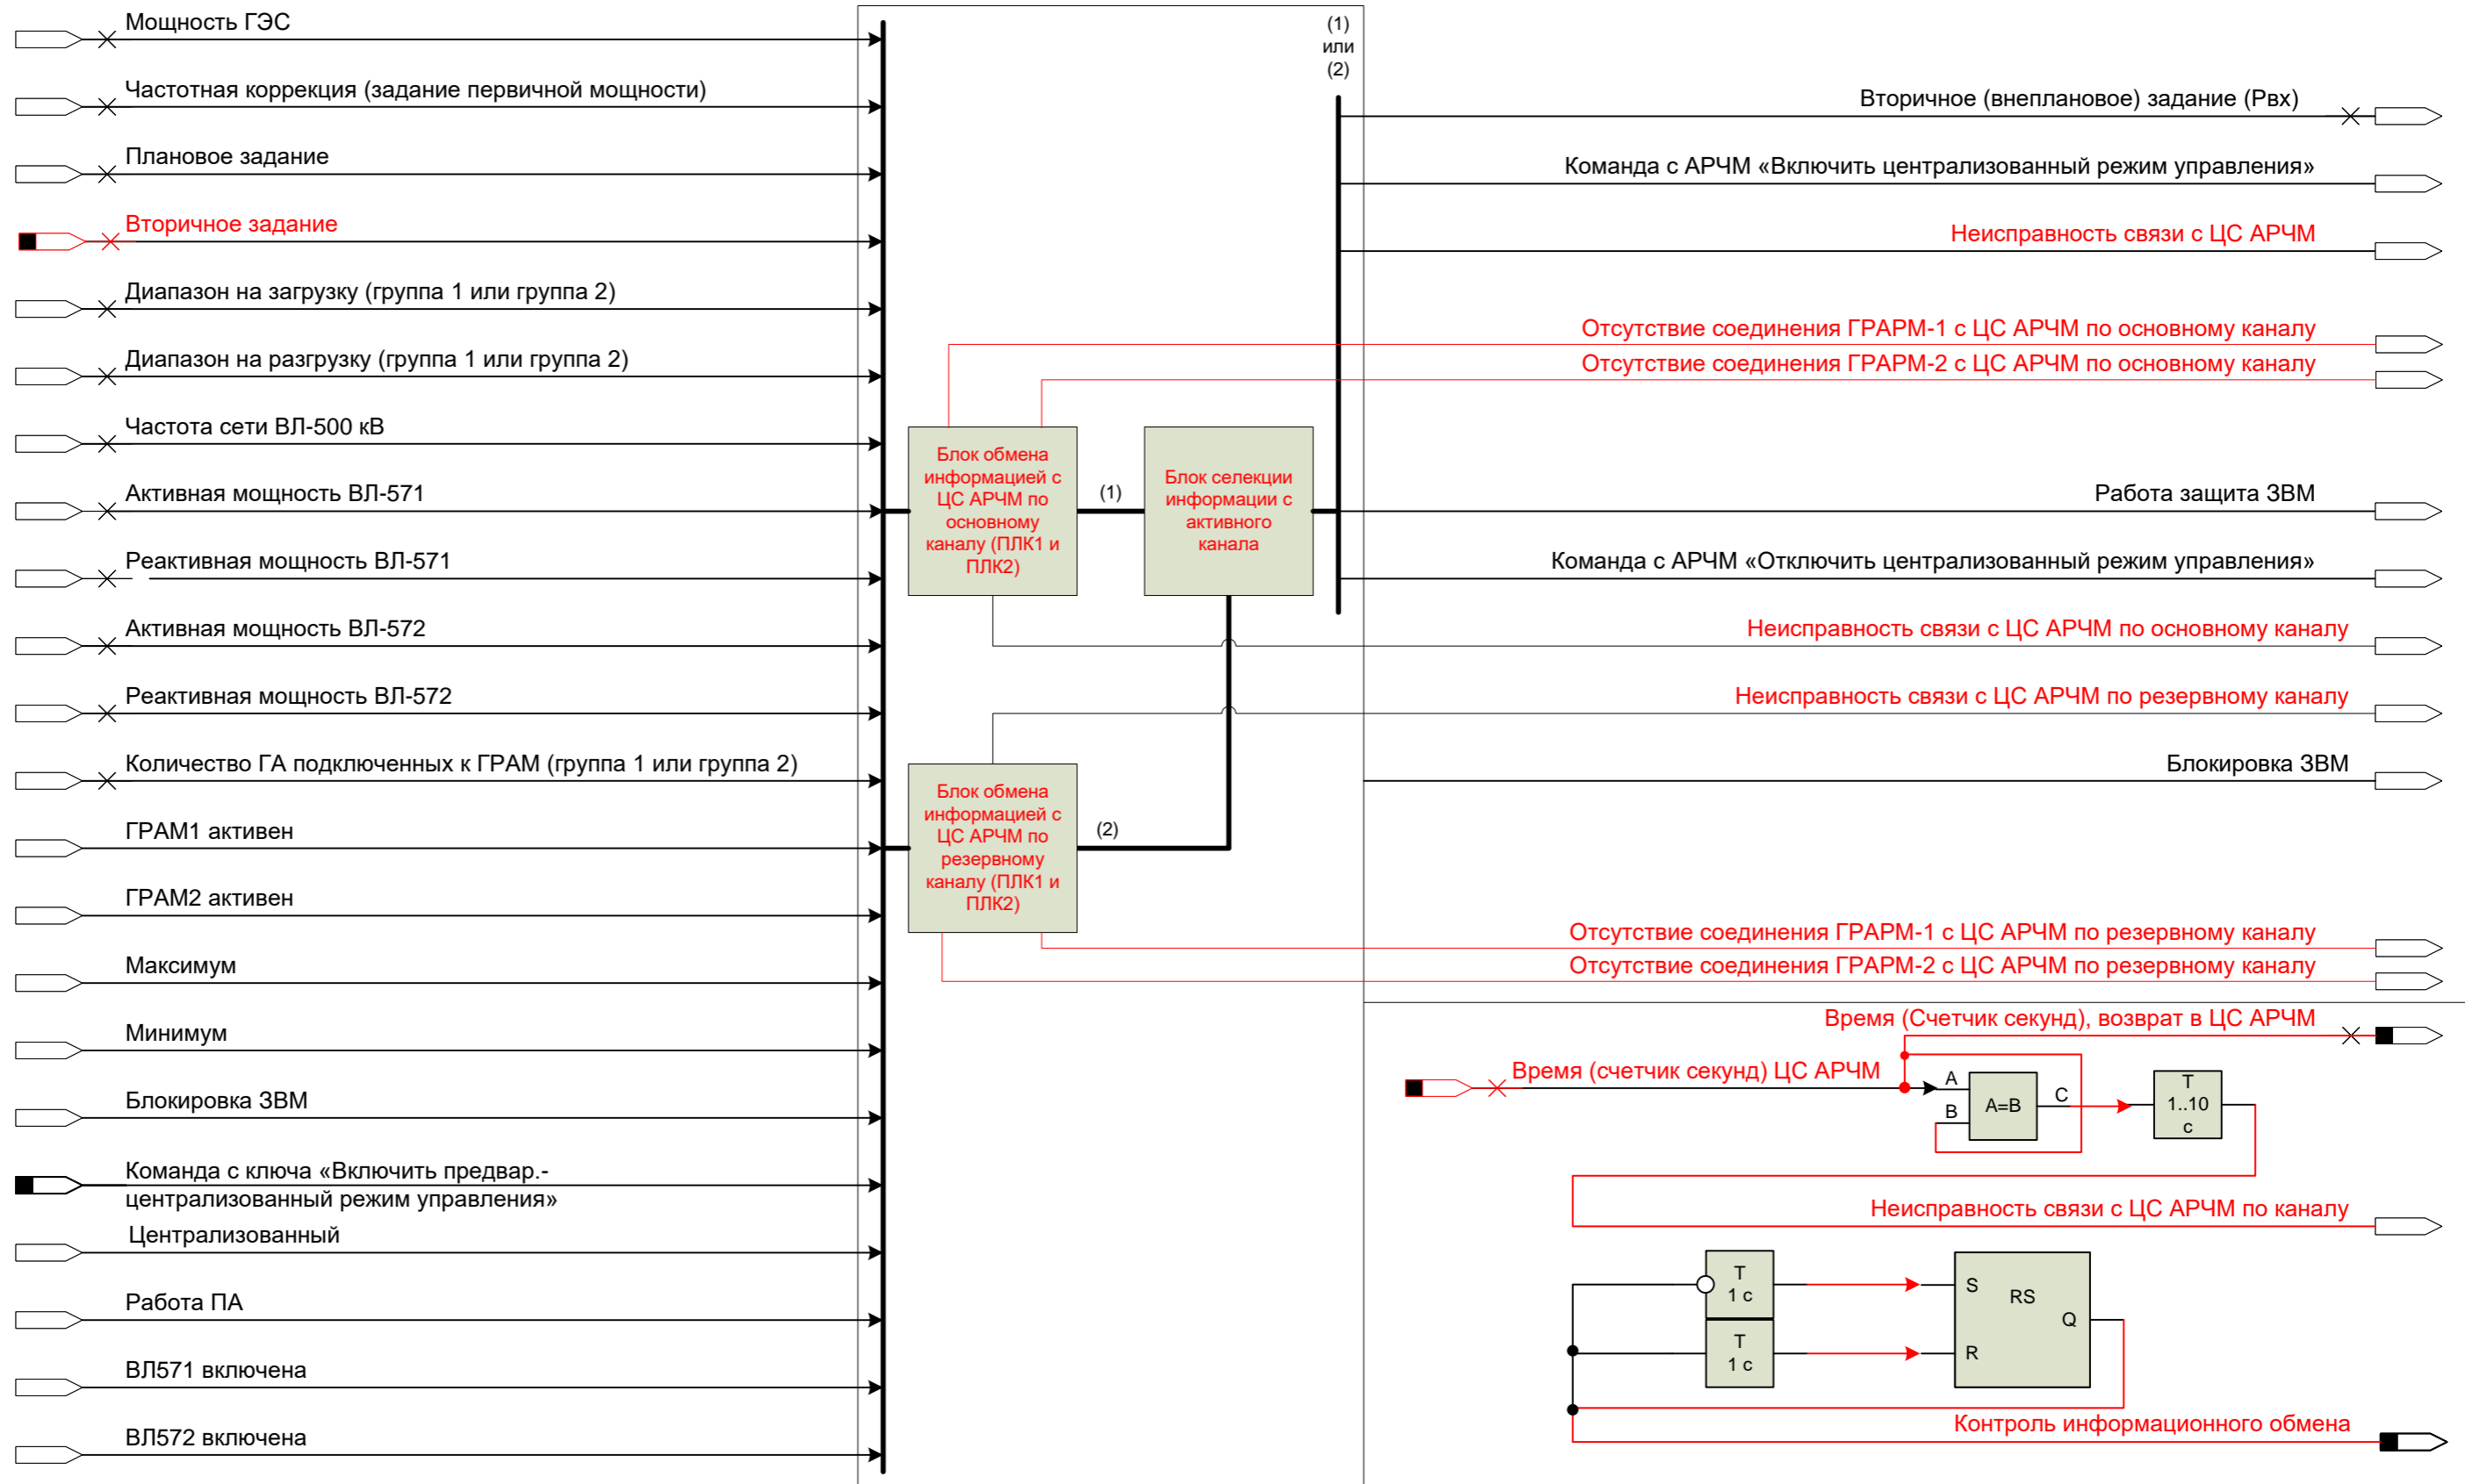 Мощность ГЭС
Частотная коррекция (задание первичной мощности)
Плановое задание
Вторичное задание
Диапазон на загрузку (группа 1 или группа 2)
Диапазон на разгрузку (группа 1 или группа 2)
Частота сети ВЛ-500 кВ
Активная мощность ВЛ-571
Реактивная мощность ВЛ-571
Активная мощность ВЛ-572
Реактивная мощность ВЛ-572
Количество ГА подключенных к ГРАМ (группа 1 или группа 2)
ГРАМ1 активен
ГРАМ2 активен
Максимум
Минимум
Блокировка ЗВМ
Команда с ключа «Включить предвар.-
централизованный режим управления»
Централизованный
Работа ПА
ВЛ571 включена
ВЛ572 включена
Блок обмена
информацией с
ЦС АРЧМ по
основному
каналу (ПЛК1 и
ПЛК2)
(1)
Блок селекции
информации с
активного
канала
Блок обмена
информацией с
ЦС АРЧМ по
резервному
каналу (ПЛК1 и
ПЛК2)
(2)
(1)
или
(2)
Вторичное (внеплановое) задание (Рвх)
Команда с АРЧМ «Включить централизованный режим управления»
Неисправность связи с ЦС АРЧМ
Отсутствие соединения ГРАРМ-1 с ЦС АРЧМ по основному каналу
Отсутствие соединения ГРАРМ-2 с ЦС АРЧМ по основному каналу
Работа защита ЗВМ
Команда с АРЧМ «Отключить централизованный режим управления»
Неисправность связи с ЦС АРЧМ по основному каналу
Неисправность связи с ЦС АРЧМ по резервному каналу
Блокировка ЗВМ
Отсутствие соединения ГРАРМ-1 с ЦС АРЧМ по резервному каналу
Отсутствие соединения ГРАРМ-2 с ЦС АРЧМ по резервному каналу
Время (Счетчик секунд), возврат в ЦС АРЧМ
Время (счетчик секунд) ЦС АРЧМ
A
B
A=B
C
T
1..10
c
Неисправность связи с ЦС АРЧМ по каналу
T
1 c
T
1 c
S
RS
Q
R
Контроль информационного обмена